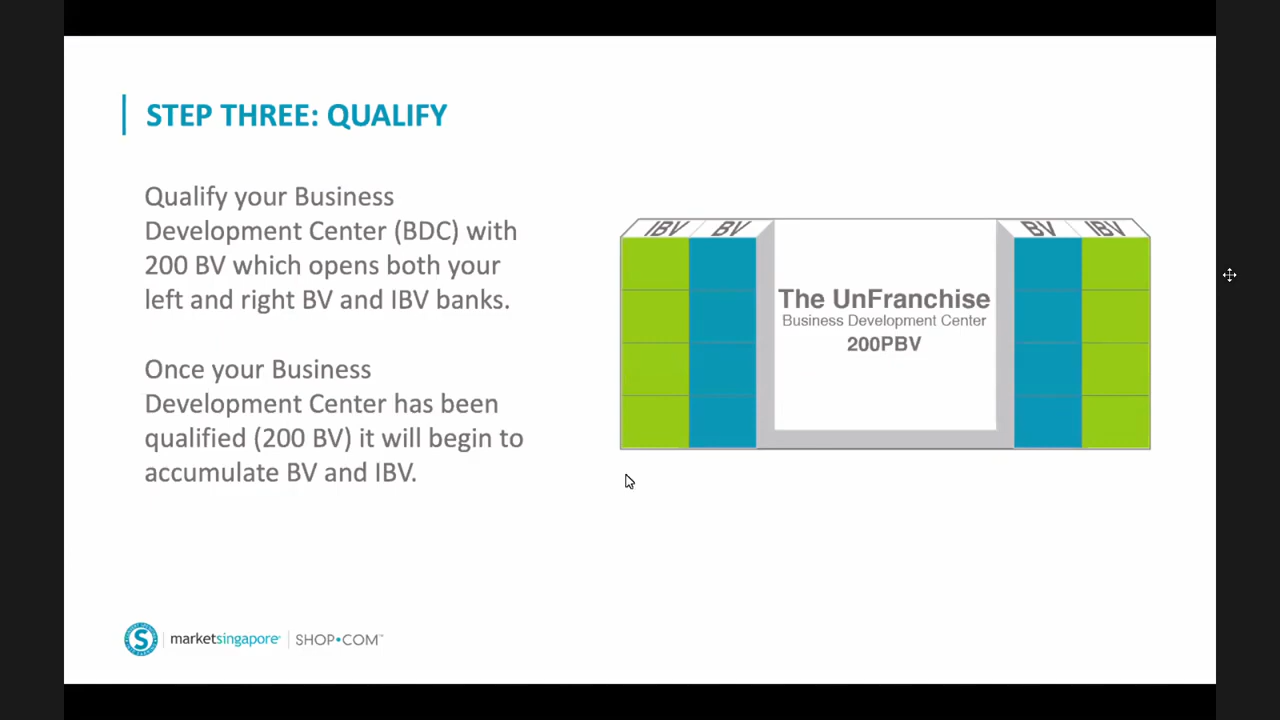 STEP THREE: QUALIFY
Qualify your Business
Development Center (BDC) with
200 BV which opens both your
left and right BV and IBV banks.
Once your Business
Development Center has been
qualified (200 BV) it will begin to
accumulate BV and IBV.
IBV BV BV IBV
The UnFranchise
Business Development Center
200PBV
S marketsingapore SHOP•COM™